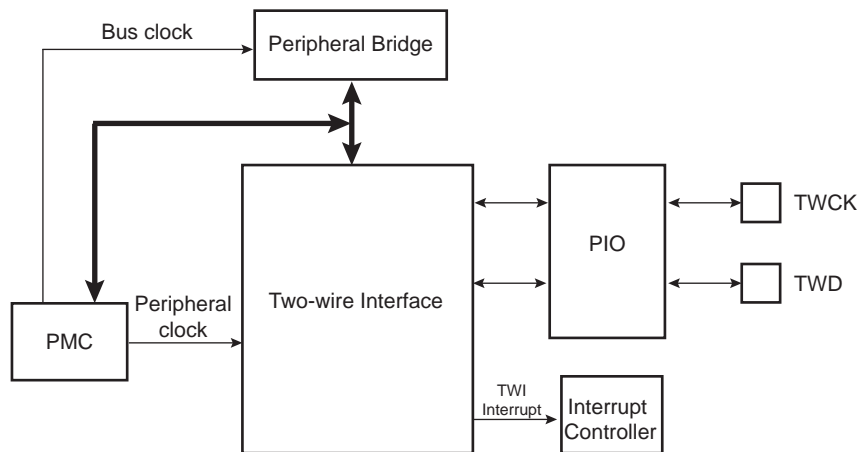 Bus clock
Peripheral Bridge
TWCK
PIO
TWD
Two-wire Interface
Peripheral
clock
PMC
TWI
Interrupt
Interrupt
Controller